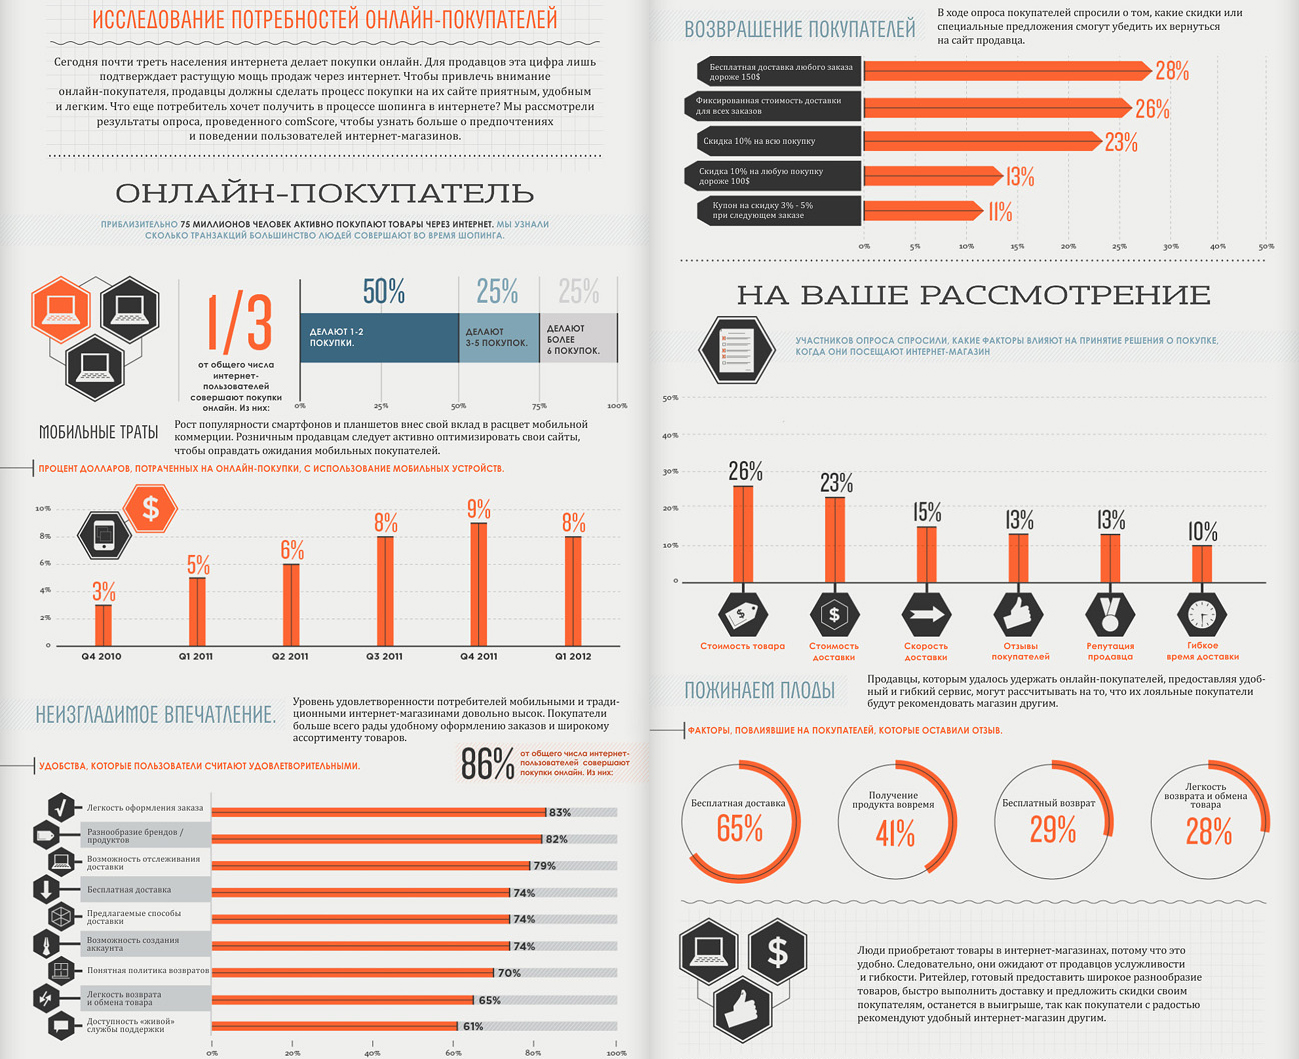 ИССЛЕДОВАНИЕ ПОТРЕБНОСТЕЙ ОНЛАЙН-ПОКУПАТЕЛЕЙ
Сегодня почти треть населения интернета делает покупки онлайн. Для продавцов эта цифра лишь
подтверждает растущую мощь продаж через интернет. Чтобы привлечь внимание
онлайн-покупателя, продавцы должны сделать процесс покупки на их сайте приятным, удобным
и легким. Что еще потребитель хочет получить в процессе шопинга в интернете? Мы рассмотрели
результаты опроса, проведенного comScore, чтобы узнать больше о предпочтениях
и поведении пользователей интернет-магазинов.
ОНЛАЙН-ПОКУПАТЕЛЬ
ПРИБЛИЗИТЕЛЬНО 75 МИЛЛИОНОВ ЧЕЛОВЕК АКТИВНО ПОКУПАЮТ ТОВАРЫ ЧЕРЕЗ ИНТЕРНЕТ. МЫ УЗНАЛИ
СКОЛЬКО ТРАНЗАКЦИЙ БОЛЬШИНСТВО ЛЮДЕЙ СОВЕРШАЮТ ВО ВРЕМЯ ШОПИНГА.
1/3
от общего числа
интернет-
пользователей
совершают покупки
онлайн. Из них:
50% 25% 25%
ДЕЛАЮТ 1-2
ПОКУПКИ.
ДЕЛАЮТ
3-5 ПОКУПОК.
ДЕЛАЮТ
БОЛЕЕ
6 ПОКУПОК.
0% 25% 50% 75% 100%
МОБИЛЬНЫЕ ТРАТЫ
Рост популярности смартфонов и планшетов внес свой вклад в расцвет мобильной
коммерции. Розничным продавцам следует активно оптимизировать свои сайты,
чтобы оправдать ожидания мобильных покупателей.
ПРОЦЕНТ ДОЛЛАРОВ, ПОТРАЧЕННЫХ НА ОНЛАЙН-ПОКУПКИ, С ИСПОЛЬЗОВАНИЕ МОБИЛЬНЫХ УСТРОЙСТВ.
$
10%
8%
6%
4%
2%
0
3% 5% 6% 8% 9% 8%
Q4 2010 Q1 2011 Q2 2011 Q3 2011 Q4 2011 Q1 2012
НЕИЗГЛАДИМОЕ ВПЕЧАТЛЕНИЕ.
Уровень удовлетворенности потребителей мобильными и тради-
ционными интернет-магазинами довольно высок. Покупатели
больше всего рады удобному оформлению заказов и широкому
ассортименту товаров.
УДОБСТВА, КОТОРЫЕ ПОЛЬЗОВАТЕЛИ СЧИТАЮТ УДОВЛЕТВОРИТЕЛЬНЫМИ.
86%
от общего числа интернет-
пользователей совершают
покупки онлайн. Из них:
Легкость оформления заказа 83%
Разнообразие брендов /
продуктов 82%
Возможность отслеживания
доставки 79%
Бесплатная доставка 74%
Предлагаемые способы
доставки 74%
Возможность создания
аккаунта 74%
Понятная политика возвратов 70%
Легкость возврата
и обмена товара 65%
Доступность «живой»
службы поддержки 61%
0% 20% 40% 60% 80% 100%
ВОЗВРАЩЕНИЕ ПОКУПАТЕЛЕЙ
В ходе опроса покупателей спросили о том, какие скидки или
специальные предложения смогут убедить их вернуться
на сайт продавца.
Бесплатная доставка любого заказа
дороже 150$
28%
Фиксированная стоимость доставки
для всех заказов
26%
Скидка 10% на всю покупку
23%
Скидка 10% на любую покупку
дороже 100$
13%
Купон на скидку 3% - 5%
при следующем заказе
11%
0% 5% 10% 15% 20% 25% 30% 40% 50%
НА ВАШЕ РАССМОТРЕНИЕ
УЧАСТНИКОВ ОПРОСА СПРОСИЛИ, КАКИЕ ФАКТОРЫ ВЛИЯЮТ НА ПРИНЯТИЕ РЕШЕНИЯ О ПОКУПКЕ,
КОГДА ОНИ ПОСЕЩАЮТ ИНТЕРНЕТ-МАГАЗИН
50%
40%
30%
20%
10%
0
26% 23% 15% 13% 13% 10%
$
$
Стоимость товара
Стоимость
доставки
Скорость
доставки
Отзывы
покупателей
Репутация
продавца
Гибкое
время доставки
ПОЖИНАЕМ ПЛОДЫ
Продавцы, которым удалось удержать онлайн-покупателей, предоставляя удоб-
ный и гибкий сервис, могут рассчитывать на то, что их лояльные покупатели
будут рекомендовать магазин другим.
ФАКТОРЫ, ПОВЛИЯВШИЕ НА ПОКУПАТЕЛЕЙ, КОТОРЫЕ ОСТАВИЛИ ОТЗЫВ.
Бесплатная доставка
65%
Получение
продукта вовремя
41%
Бесплатный возврат
29%
Легкость
возврата и обмена
товара
28%
$
Люди приобретают товары в интернет-магазинах, потому что это
удобно. Следовательно, они ожидают от продавцов услужливости
и гибкости. Ритейлер, готовый предоставить широкое разнообразие
товаров, быстро выполнить доставку и предложить скидки своим
покупателям, останется в выигрыше, так как покупатели с радостью
рекомендуют удобный интернет-магазин другим.